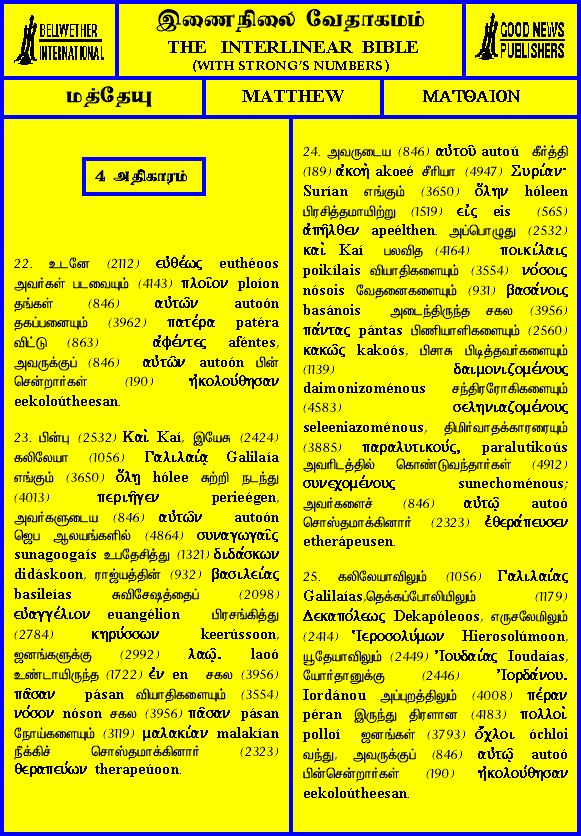 BELLWETHER
INTERNATIONAL
இணைநிலை வேதாகமம்
THE INTERLINEAR BIBLE
(WITH STRONG'S NUMBERS )
GOOD NEWS
PUBLISHERS
மத்தேயு
MATTHEW
ΜΑΤΘΑΙ0Ν
4 அதிகாரம்
22. உடனே (2112) εὐθέως euthéoos
அவர்கள் படவையும் (4143) πλοῖον ploíon
தங்கள் (846) αὐτῶν autoón
தகப்பனையும் (3962) πατέρα patéra
விட்டு (863) ἀφέντες aféntes,
அவருக்குப் (846) αὐτῶν autoón பின்
சென்றார்கள் (190) ἠκολούθησαν
eekoloútheesan.
23. பின்பு (2532) Καὶ Kaí, இயேசு (2424)
கலிலேயா (1056) Γαλιλαίᾳ Galilaía
எங்கும் (3650) ὅλῃ hólee சுற்றி நடந்து
(4013) περιῆγεν perieégen,
அவர்களுடைய (846) αὐτῶν autoón
ஜெப ஆலயங்களில் (4864) συναγωγαῖς
sunagoogaís உபதேசித்து (1321) διδάσκων
didáskoon, ராஜ்யத்தின் (932) βασιλείας
basileías சுவிசேஷத்தைப் (2098)
εὐαγγέλιον euangélion பிரசங்கித்து
(2784) κηρύσσων keerússoon,
ஜனங்களுக்கு (2992) λαῷ. laoó
உண்டாயிருந்த (1722) ἐν en சகல (3956)
πᾶσαν pásan வியாதிகளையும் (3554)
νόσον nóson சகல (3956) πᾶσαν pásan
நோய்களையும் (3119) μαλακίαν malakían
நீக்கிச் சொஸ்தமாக்கினார் (2323)
θεραπεύων therapeúoon.
24. அவருடைய (846) αὐτοῦ autoú கீர்த்தி
(189) ἀκοὴ akoeé சீரியா (4947) Συρίαν·
Surían எங்கும் (3650) ὅλην hóleen
பிரசித்தமாயிற்று (1519) εἰς eis (565)
ἀπῆλθεν apeélthen. அப்பொழுது (2532)
καὶ Kaí பலவித (4164) ποικίλαις
poikílais வியாதிகளையும் (3554) νόσοις
nósois வேதனைகளையும் (931) βασάνοις
basánois அடைந்திருந்த சகல (3956)
πάντας pántas பிணியாளிகளையும் (2560)
κακῶς kakoós, பிசாசு பிடித்தவர்களையும்
(1139) δαιμονιζομένους
daimonizoménous சந்திரரோகிகளையும்
(4583) σεληνιαζομένους
seleeniazoménous, திமிர்வாதக்காரரையும்
(3885) παραλυτικούς, paralutikoús
அவரிடத்தில் கொண்டுவந்தார்கள் (4912)
συνεχομένους sunechoménous;
அவர்களைச் (846) αὐτῷ autoó
சொஸ்தமாக்கினார் (2323) ἐθεράπευσεν
etherápeusen.
25. கலிலேயாவிலும் (1056) Γαλιλαίας
Galilaías,தெக்கப்போலியிலும் (1179)
Δεκαπόλεως Dekapóleoos, எருசலேமிலும்
(2414) Ἱεροσολύμων Hierosolúmoon,
யூதேயாவிலும் (2449) Ἰουδαίας Ioudaías,
யோர்தானுக்கு (2446) Ἰορδάνου.
Iordánou அப்புறத்திலும் (4008) πέραν
péran இருந்து திரளான (4183) πολλοὶ
polloí ஜனங்கள் (3793) ὄχλοι óchloi
வந்து, அவருக்குப் (846) αὐτῷ autoó
பின்சென்றார்கள் (190) ἠκολούθησαν
eekoloútheesan.